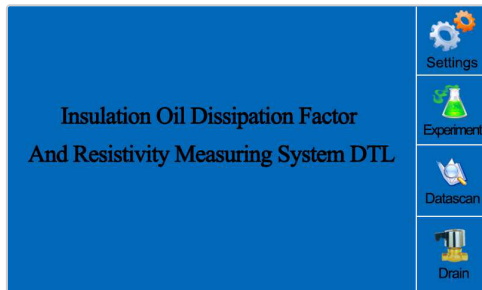 Insulation Oil Dissipation Factor
And Resistivity Measuring System DTL
Settings
Experiment
Datascan
Drain